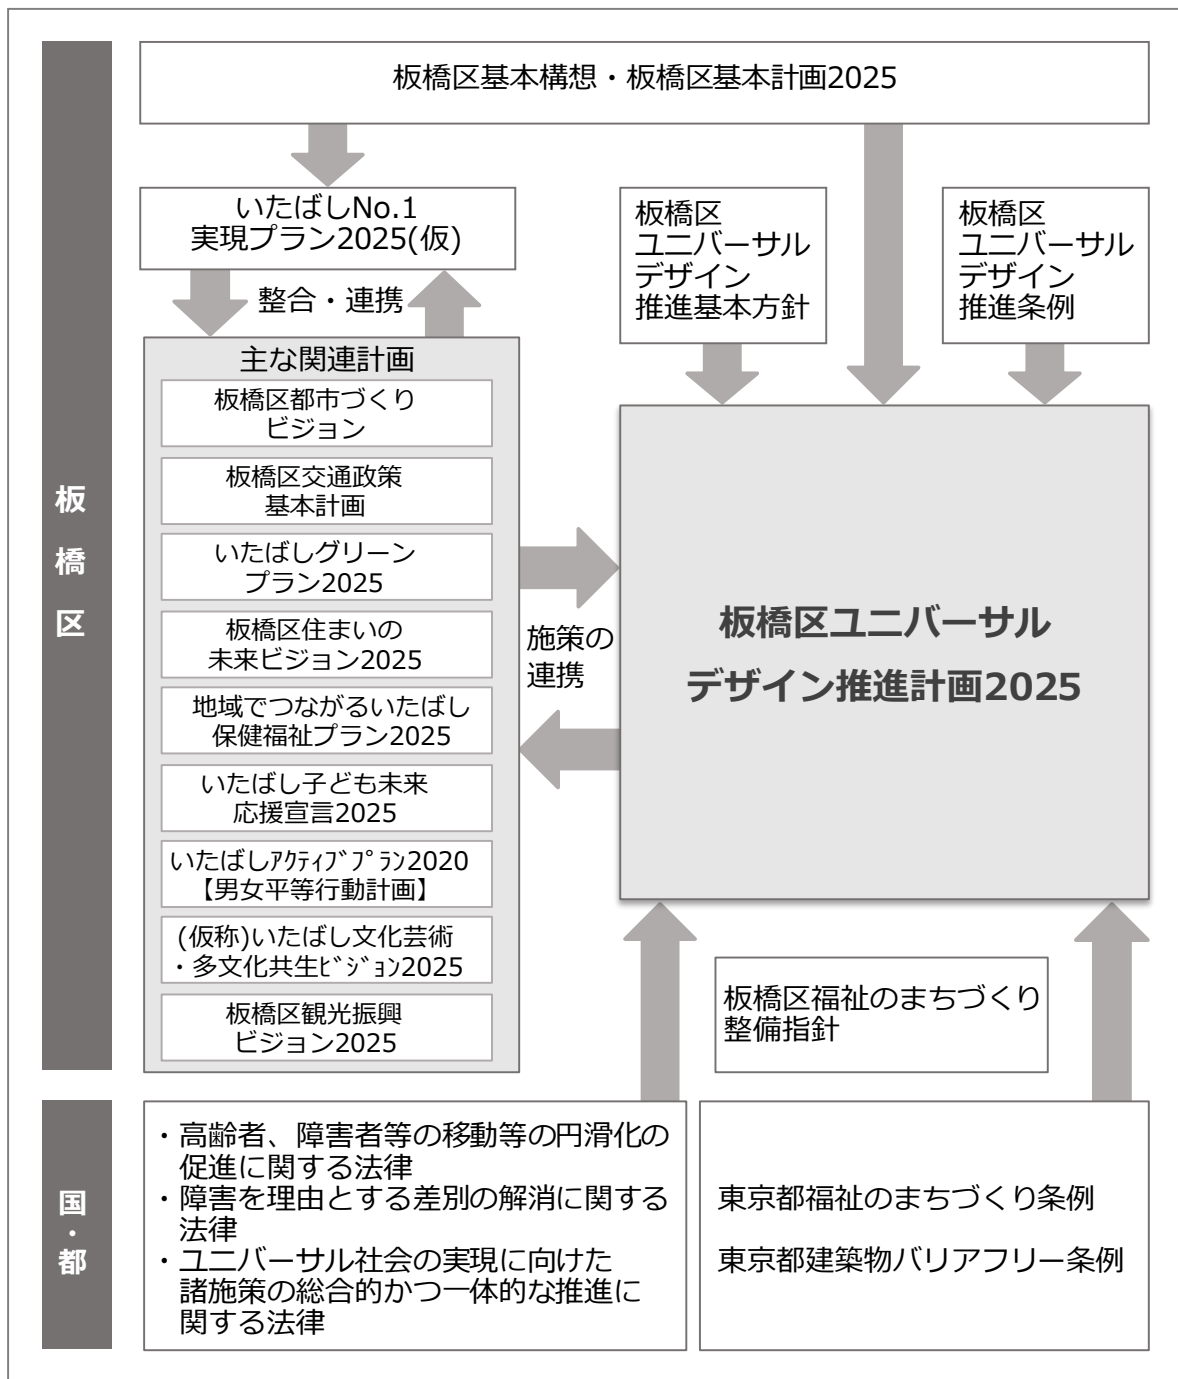 板橋区基本構想・板橋区基本計画2025
いたばしNo.1
実現プラン2025(仮)
板橋区
ユニバーサル
デザイン
推進基本方針
板橋区
ユニバーサル
デザイン
推進条例
整合・連携
主な関連計画
板橋区都市づくり
ビジョン
板橋区交通政策
基本計画
いたばしグリーン
プラン2025
板橋区住まいの
未来ビジョン2025
地域でつながるいたばし
保健福祉プラン2025
いたばし子ども未来
応援宣言2025
いたばしｱｸﾃｨﾌﾞﾌﾟﾗﾝ2020
【男女平等行動計画】
(仮称)いたばし文化芸術
・多文化共生ﾋﾞｼﾞｮﾝ2025
板橋区観光振興
ビジョン2025
施策の
連携
板橋区ユニバーサル
デザイン推進計画2025
板橋区福祉のまちづくり
整備指針
板橋区
国・都
・高齢者、障害者等の移動等の円滑化の
促進に関する法律
・障害を理由とする差別の解消に関する
法律
・ユニバーサル社会の実現に向けた
諸施策の総合的かつ一体的な推進に
関する法律
東京都福祉のまちづくり条例
東京都建築物バリアフリー条例